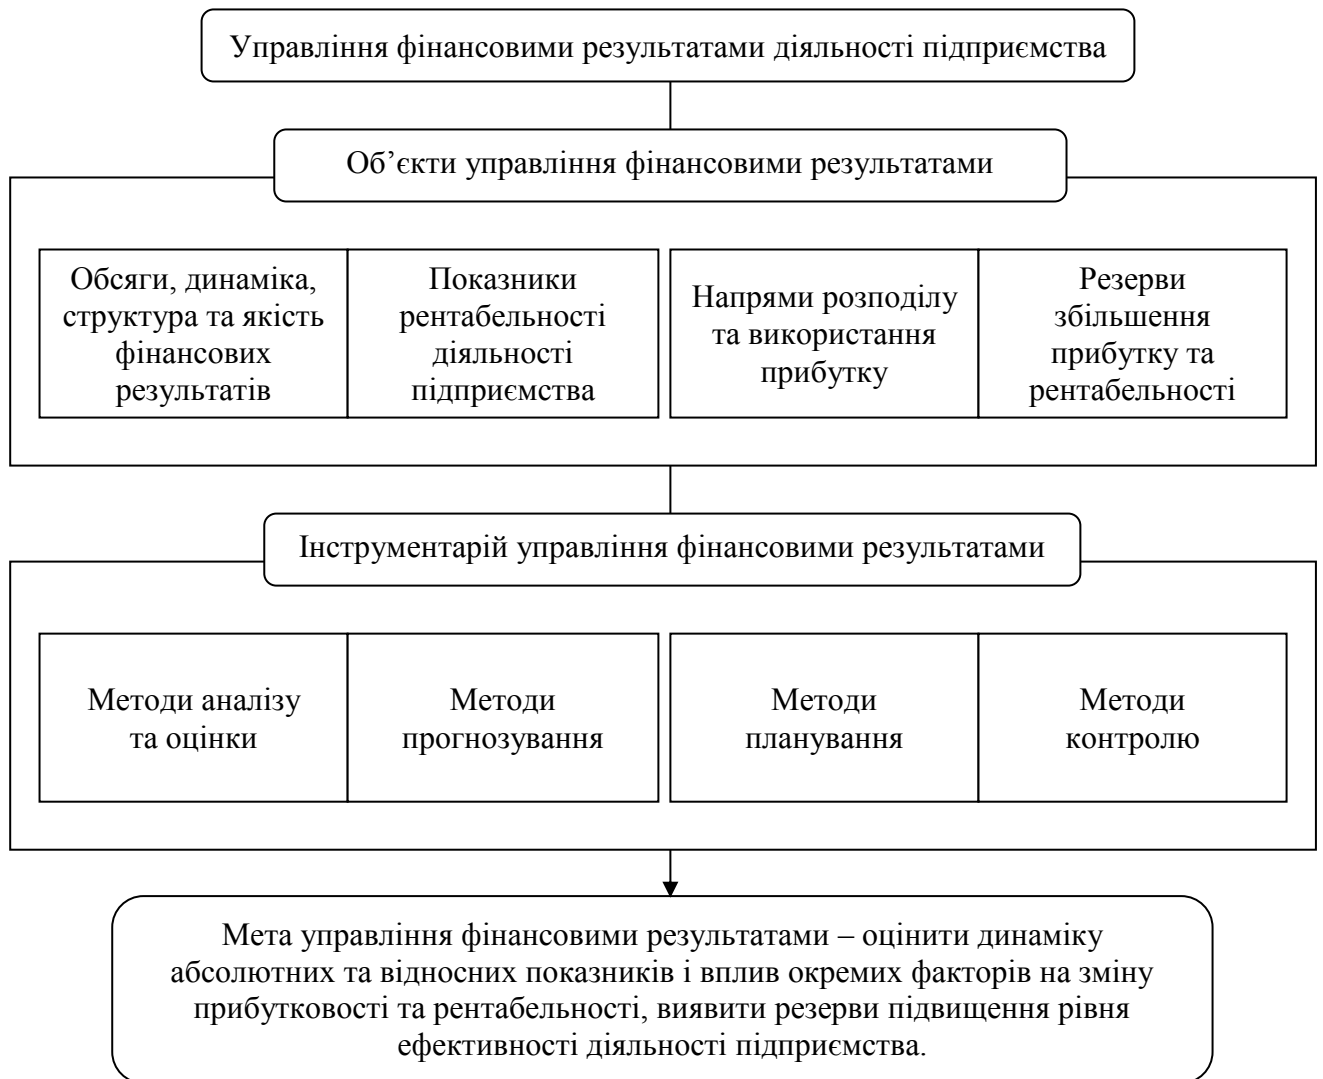 Управління фінансовими результатами діяльності підприємства
Об’єкти управління фінансовими результатами
Обсяги, динаміка,
структура та якість
фінансових
результатів
Показники
рентабельності
діяльності
підприємства
Напрями розподілу
та використання
прибутку
Резерви
збільшення
прибутку та
рентабельності
Інструментарій управління фінансовими результатами
Методи аналізу
та оцінки
Методи
прогнозування
Методи
планування
Методи
контролю
Мета управління фінансовими результатами – оцінити динаміку
абсолютних та відносних показників і вплив окремих факторів на зміну
прибутковості та рентабельності, виявити резерви підвищення рівня
ефективності діяльності підприємства.